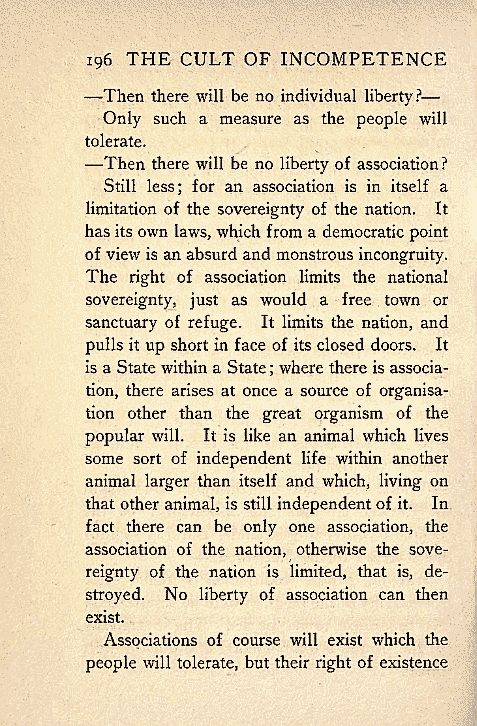 196 THE CULT OF INCOMPETENCE
—Then there will be no individual liberty?—
Only such a measure as the people will
tolerate.
—Then there will be no liberty of association?
Still less; for an association is in itself a
limitation of the sovereignty of the nation. It
has its own laws, which from a democratic point
of view is an absurd and monstrous incongruity.
The right of association limits the national
sovereignty, just as would a free town or
sanctuary of refuge. It limits the nation, and
pulls it up short in face of its closed doors. It
is a State within a State; where there is associa-
tion, there arises at once a source of organisa-
tion other than the great organism of the
popular will. It is like an animal which lives
some sort of independent life within another
animal larger than itself and which, living on
that other animal, is still independent of it. In
fact there can be only one association, the
association of the nation, otherwise the sove-
reignty of the nation is limited, that is, de-
stroyed. No liberty of association can then
exist.
Associations of course will exist which the
people will tolerate, but their right of existence